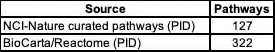 Source Pathways
NCI-Nature curated pathways (PID) 127
BioCarta/Reactome (PID) 322